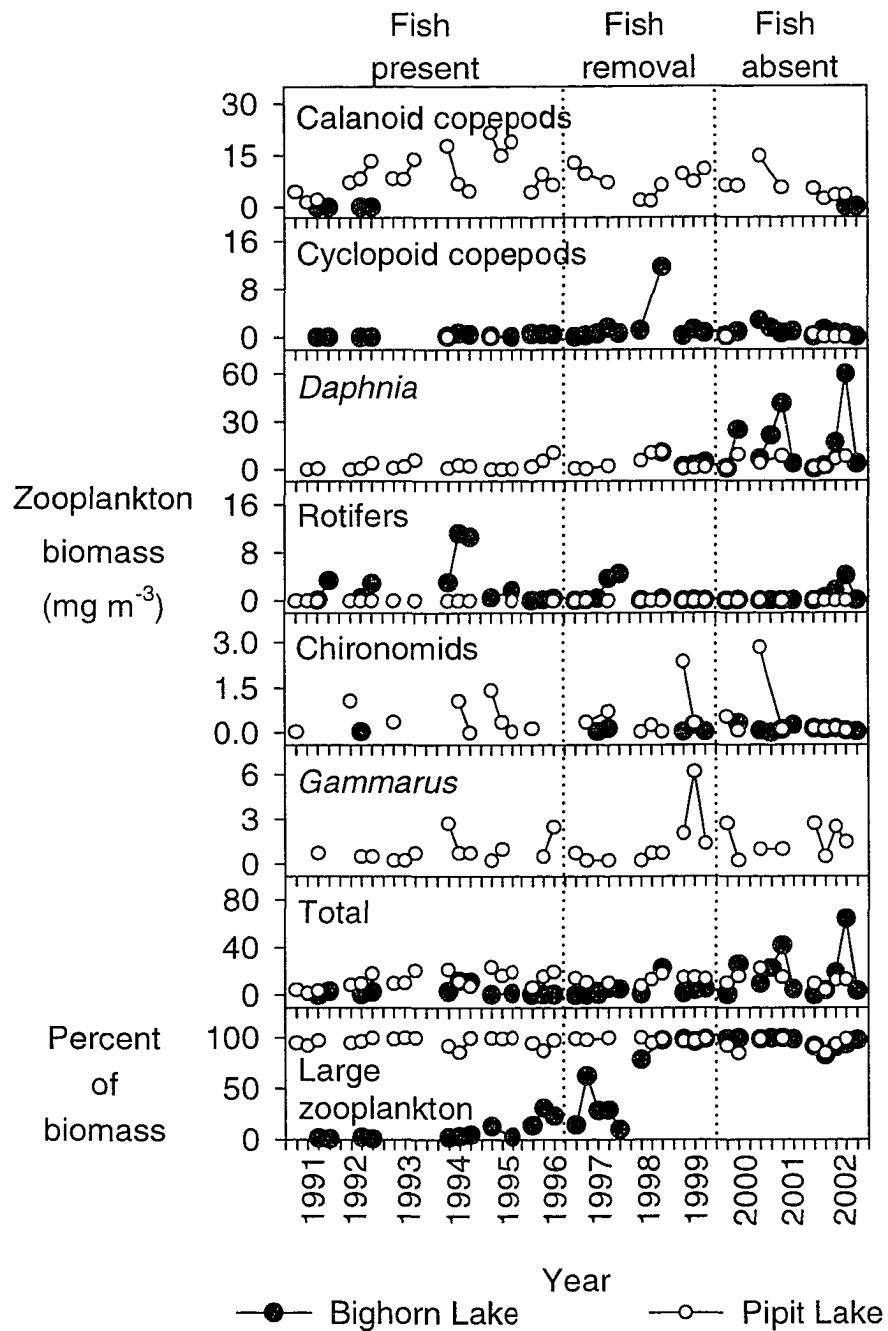 Fish present
Fish removal
Fish absent
Zooplankton biomass (mg m⁻³)
30
15
0
Calanoid copepods
16
8
0
Cyclopoid copepods
60
30
0
Daphnia
16
8
0
Rotifers
3.0
1.5
0.0
Chironomids
6
3
0
Gammarus
80
40
0
Total
Percent of biomass
100
50
0
Large zooplankton
1991
1992
1993
1994
1995
1996
1997
1998
1999
2000
2001
2002
Year
Bighorn Lake
Pipit Lake